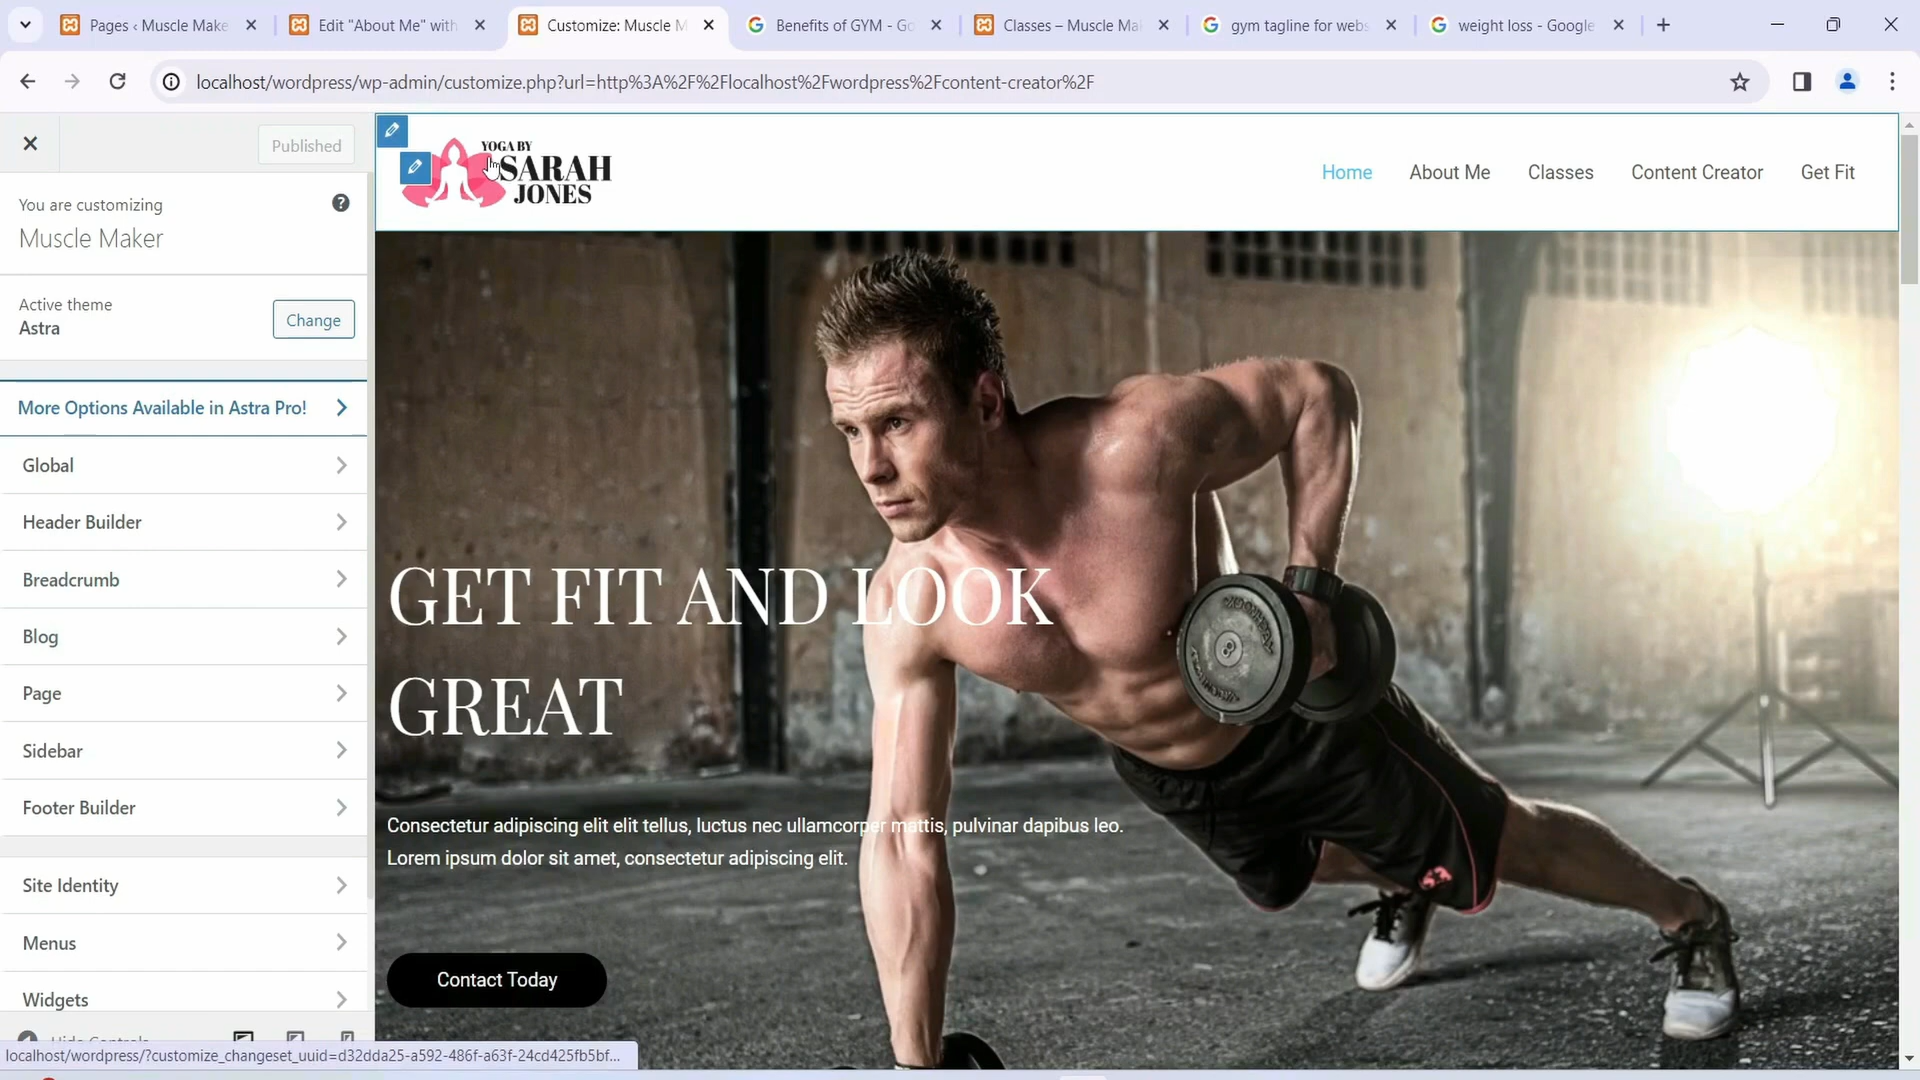 Pages ‹ Muscle Make
Edit "About Me" with
Customize: Muscle M
Benefits of GYM - Go
Classes – Muscle Ma
gym tagline for webs
weight loss - Google
localhost/wordpress/wp-admin/customize.php?url=http%3A%2F%2Flocalhost%2Fwordpress%2Fcontent-creator%2F
Published
You are customizing
Muscle Maker
Active theme
Astra
Change
More Options Available in Astra Pro!
Global
Header Builder
Breadcrumb
Blog
Page
Sidebar
Footer Builder
Site Identity
Menus
Widgets
Hide Controls
localhost/wordpress/?customize_changeset_uuid=d32dda25-a592-486f-a63f-24cd425fb5bf...
YOGA BY
SARAH
JONES
Home
About Me
Classes
Content Creator
Get Fit
GET FIT AND LOOK
GREAT
Consectetur adipiscing elit elit tellus, luctus nec ullamcorper mattis, pulvinar dapibus leo.
Lorem ipsum dolor sit amet, consectetur adipiscing elit.
Contact Today
8